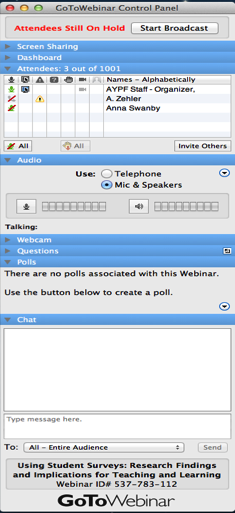 GoToWebinar Control Panel
Attendees Still On Hold
Start Broadcast
Screen Sharing
Dashboard
Attendees: 3 out of 1001
Names - Alphabetically
AYPF Staff - Organizer,
A. Zehler
Anna Swanby
All
All
Invite Others
Audio
Use: Telephone
Mic & Speakers
Talking:
Webcam
Questions
Polls
There are no polls associated with this Webinar.
Use the button below to create a poll.
Chat
Type message here.
To: All - Entire Audience
Send
Using Student Surveys: Research Findings
and Implications for Teaching and Learning
Webinar ID# 537-783-112
GoToWebinar